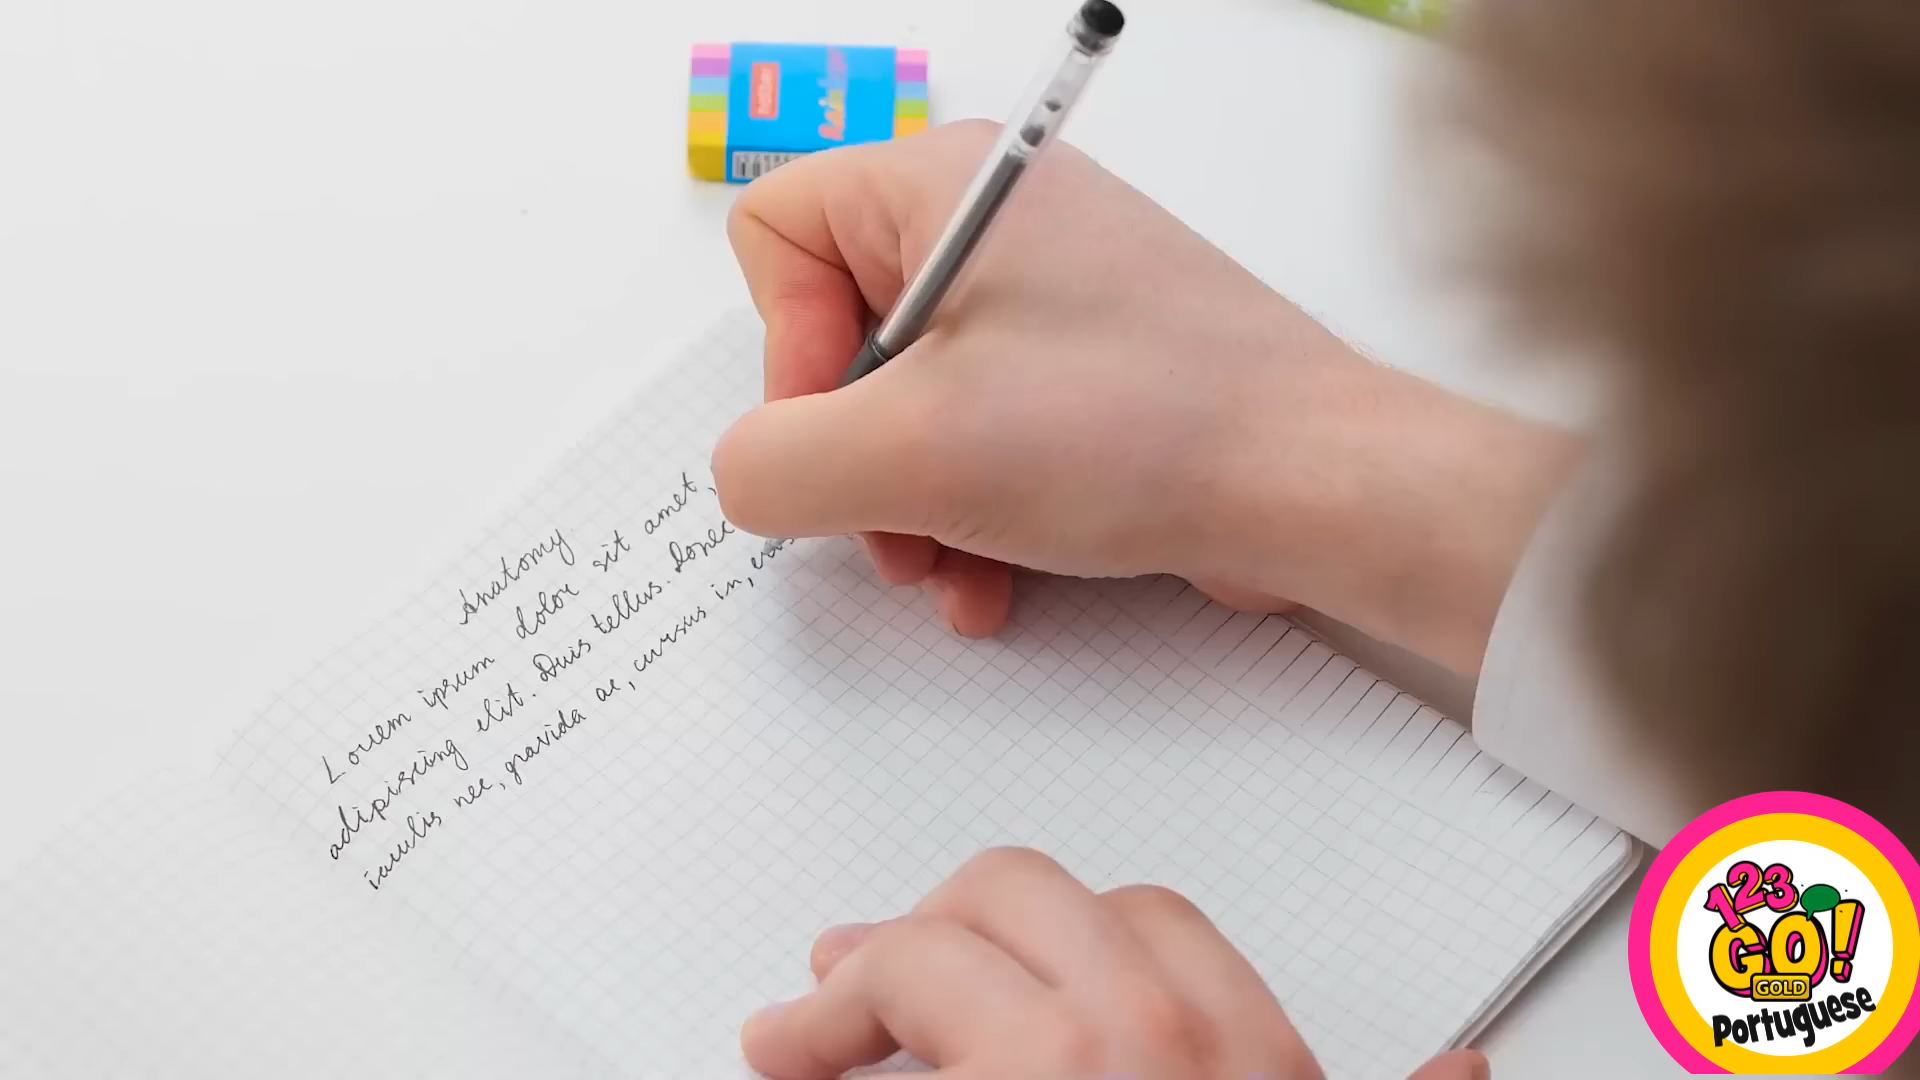 Anatomy.
Lorem ipsum dolor sit amet,
adipiscing elit. Duis tellus. Donec
iaculis nec, gravida ac, cursus in, eros
123
GO!
GOLD
Portuguese